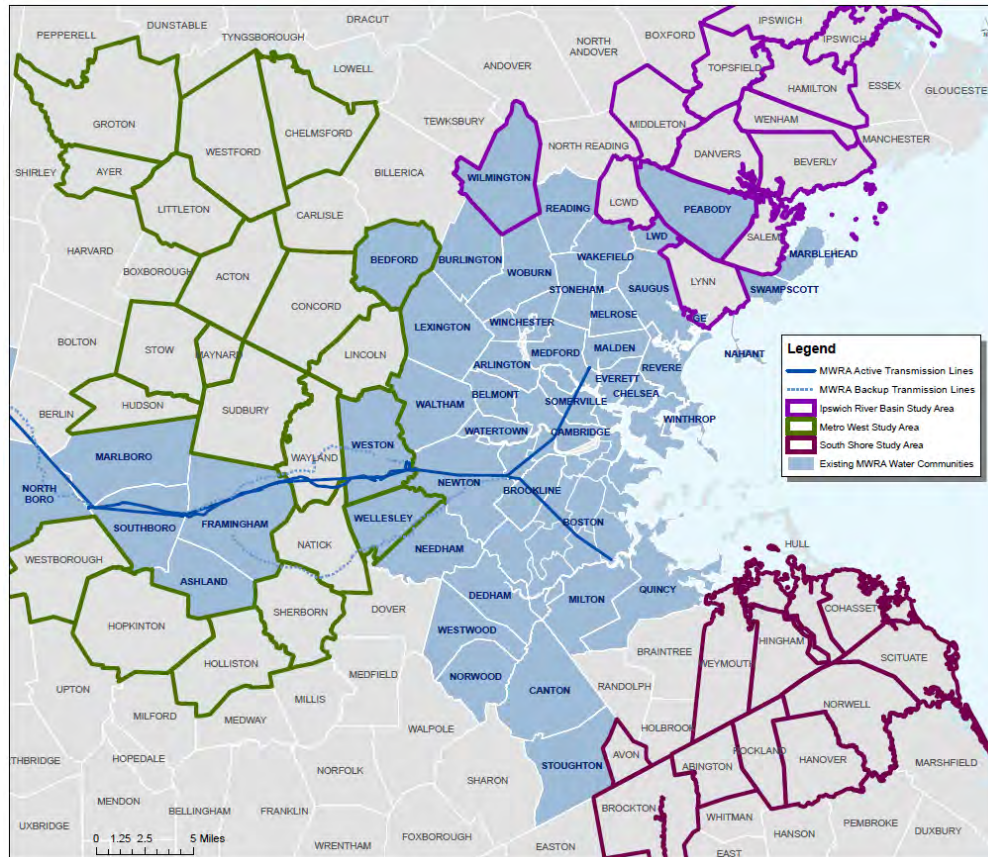 DUNSTABLE
DRACUT
IPSWICH
PEPPERELL
TYNGSBOROUGH
BOXFORD
IPSWICH
NORTH
ANDOVER
LOWELL
ANDOVER
TOPSFIELD
HAMILTON
ESSEX
GLOUCESTER
TEWKSBURY
GROTON
CHELMSFORD
WESTFORD
MIDDLETON
WENHAM
MANCHESTER
NORTH READING
DANVERS
BEVERLY
SHIRLEY
AYER
BILLERICA
WILMINGTON
LITTLETON
READING
LCWD
PEABODY
CARLISLE
LWD
SALEM
MARBLEHEAD
HARVARD
BEDFORD
BURLINGTON
WAKEFIELD
BOXBOROUGH
ACTON
WOBURN
STONEHAM
SAUGUS
LYNN
SWAMPSCOTT
CONCORD
LEXINGTON
WINCHESTER
MELROSE
GE
BOLTON
STOW
MAYNARD
LINCOLN
ARLINGTON
MEDFORD
MALDEN
REVERE
NAHANT
EVERETT
CHELSEA
BERLIN
HUDSON
SUDBURY
WALTHAM
BELMONT
SOMERVILLE
WINTHROP
WATERTOWN
CAMBRIDGE
MARLBORO
WAYLAND
WESTON
NORTH
BORO
NEWTON
BROOKLINE
SOUTHBORO
FRAMINGHAM
WELLESLEY
BOSTON
NATICK
NEEDHAM
WESTBOROUGH
ASHLAND
HULL
DEDHAM
MILTON
QUINCY
SHERBORN
DOVER
HOPKINTON
WESTWOOD
COHASSET
HINGHAM
HOLLISTON
BRAINTREE
WEYMOUTH
SCITUATE
MEDFIELD
NORWOOD
CANTON
RANDOLPH
UPTON
MILLIS
NORWELL
MILFORD
MEDWAY
WALPOLE
HOLBROOK
THBRIDGE
HOPEDALE
STOUGHTON
AVON
ROCKLAND
HANOVER
MARSHFIELD
NORFOLK
SHARON
ABINGTON
MENDON
BELLINGHAM
FRANKLIN
BROCKTON
WHITMAN
UXBRIDGE
FOXBOROUGH
HANSON
PEMBROKE
DUXBURY
WRENTHAM
EASTON
EAST
Legend
MWRA Active Transmission Lines
MWRA Backup Tranmission Lines
Ipswich River Basin Study Area
Metro West Study Area
South Shore Study Area
Existing MWRA Water Communities
0 1.25 2.5 5 Miles